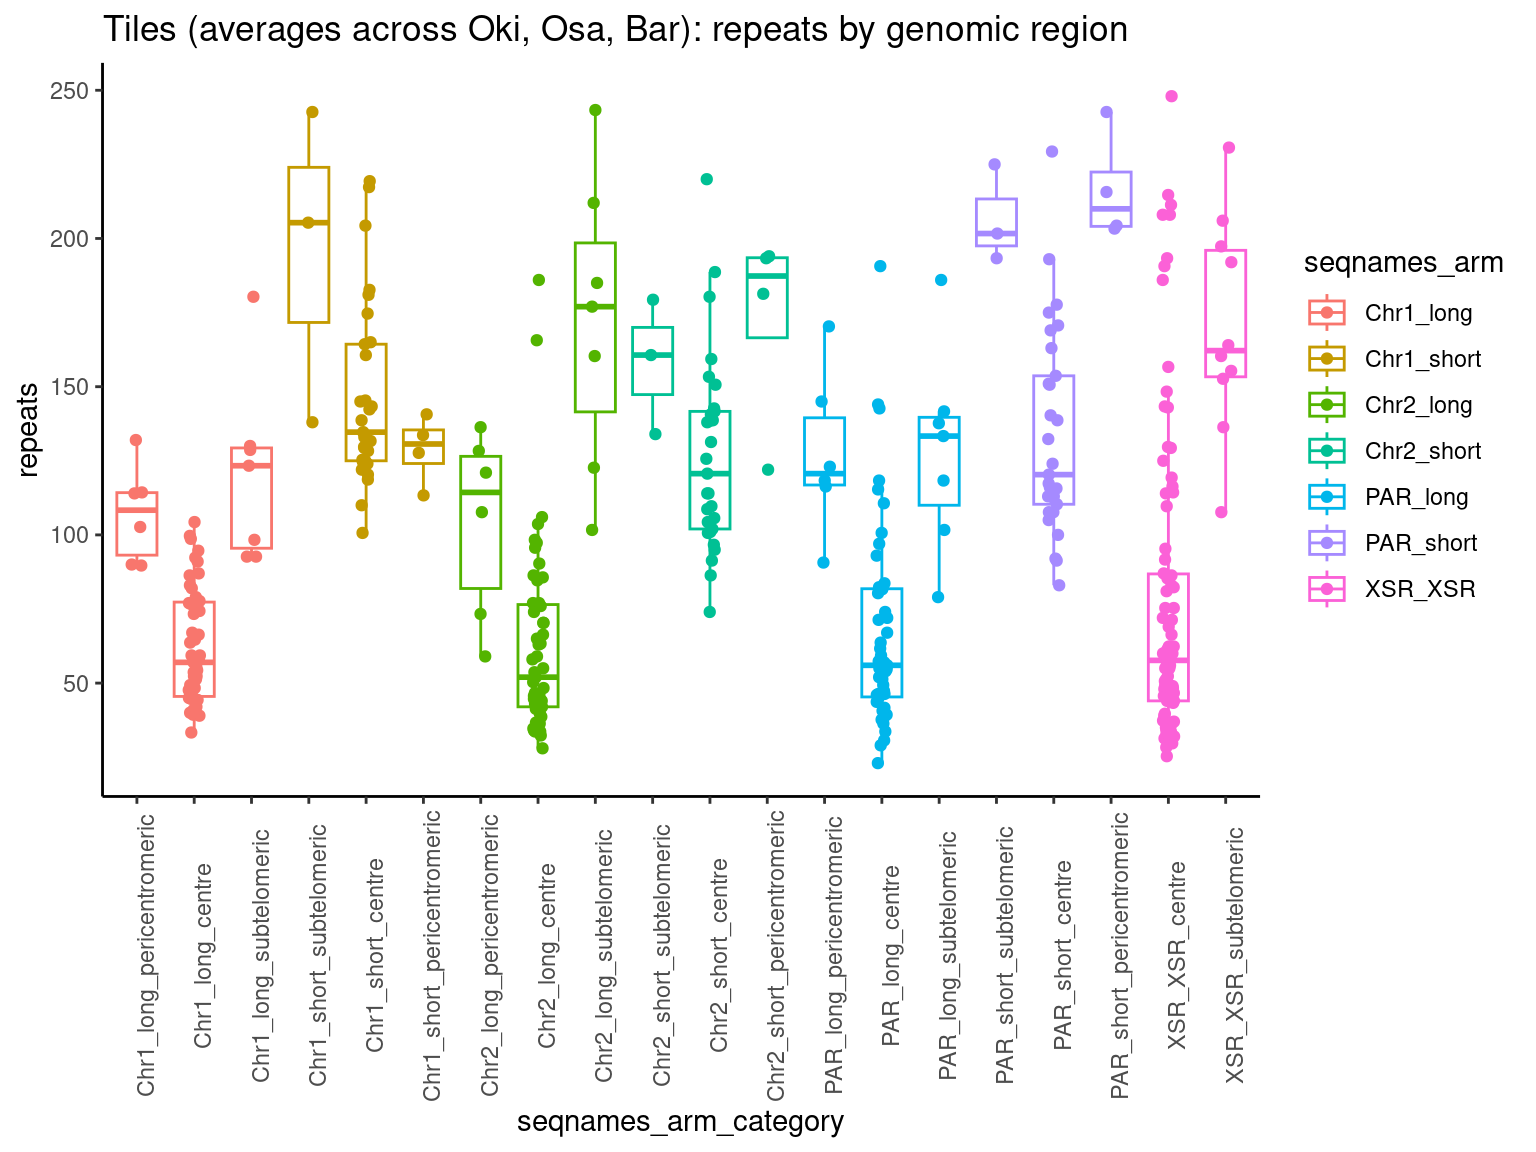 Tiles (averages across Oki, Osa, Bar): repeats by genomic region
repeats
250
200
150
100
50
Chr1_long_pericentromeric
Chr1_long_centre
Chr1_long_subtelomeric
Chr1_short_subtelomeric
Chr1_short_centre
Chr1_short_pericentromeric
Chr2_long_pericentromeric
Chr2_long_centre
Chr2_long_subtelomeric
Chr2_short_subtelomeric
Chr2_short_centre
Chr2_short_pericentromeric
PAR_long_pericentromeric
PAR_long_centre
PAR_long_subtelomeric
PAR_short_subtelomeric
PAR_short_centre
PAR_short_pericentromeric
XSR_XSR_centre
XSR_XSR_subtelomeric
seqnames_arm_category
seqnames_arm
Chr1_long
Chr1_short
Chr2_long
Chr2_short
PAR_long
PAR_short
XSR_XSR